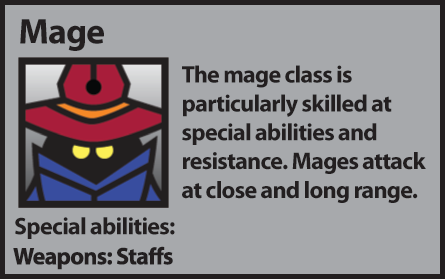 Mage
The mage class is
particularly skilled at
special abilities and
resistance. Mages attack
at close and long range.
Special abilities:
Weapons: Staffs